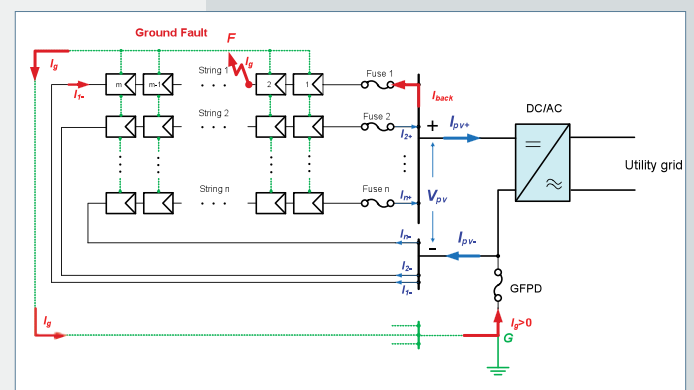 Ground Fault
F
Ig
Ig
String 1
Fuse 1
m
m-1
. . .
2
1
I1-
Iback
DC/AC
String 2
Fuse 2
. . .
I2+
+
Ipv+
Utility grid
Vpv
String n
Fuse n
. . .
In+
In-
-
Ipv-
I2-
I1-
GFPD
Ig
Ig>0
G